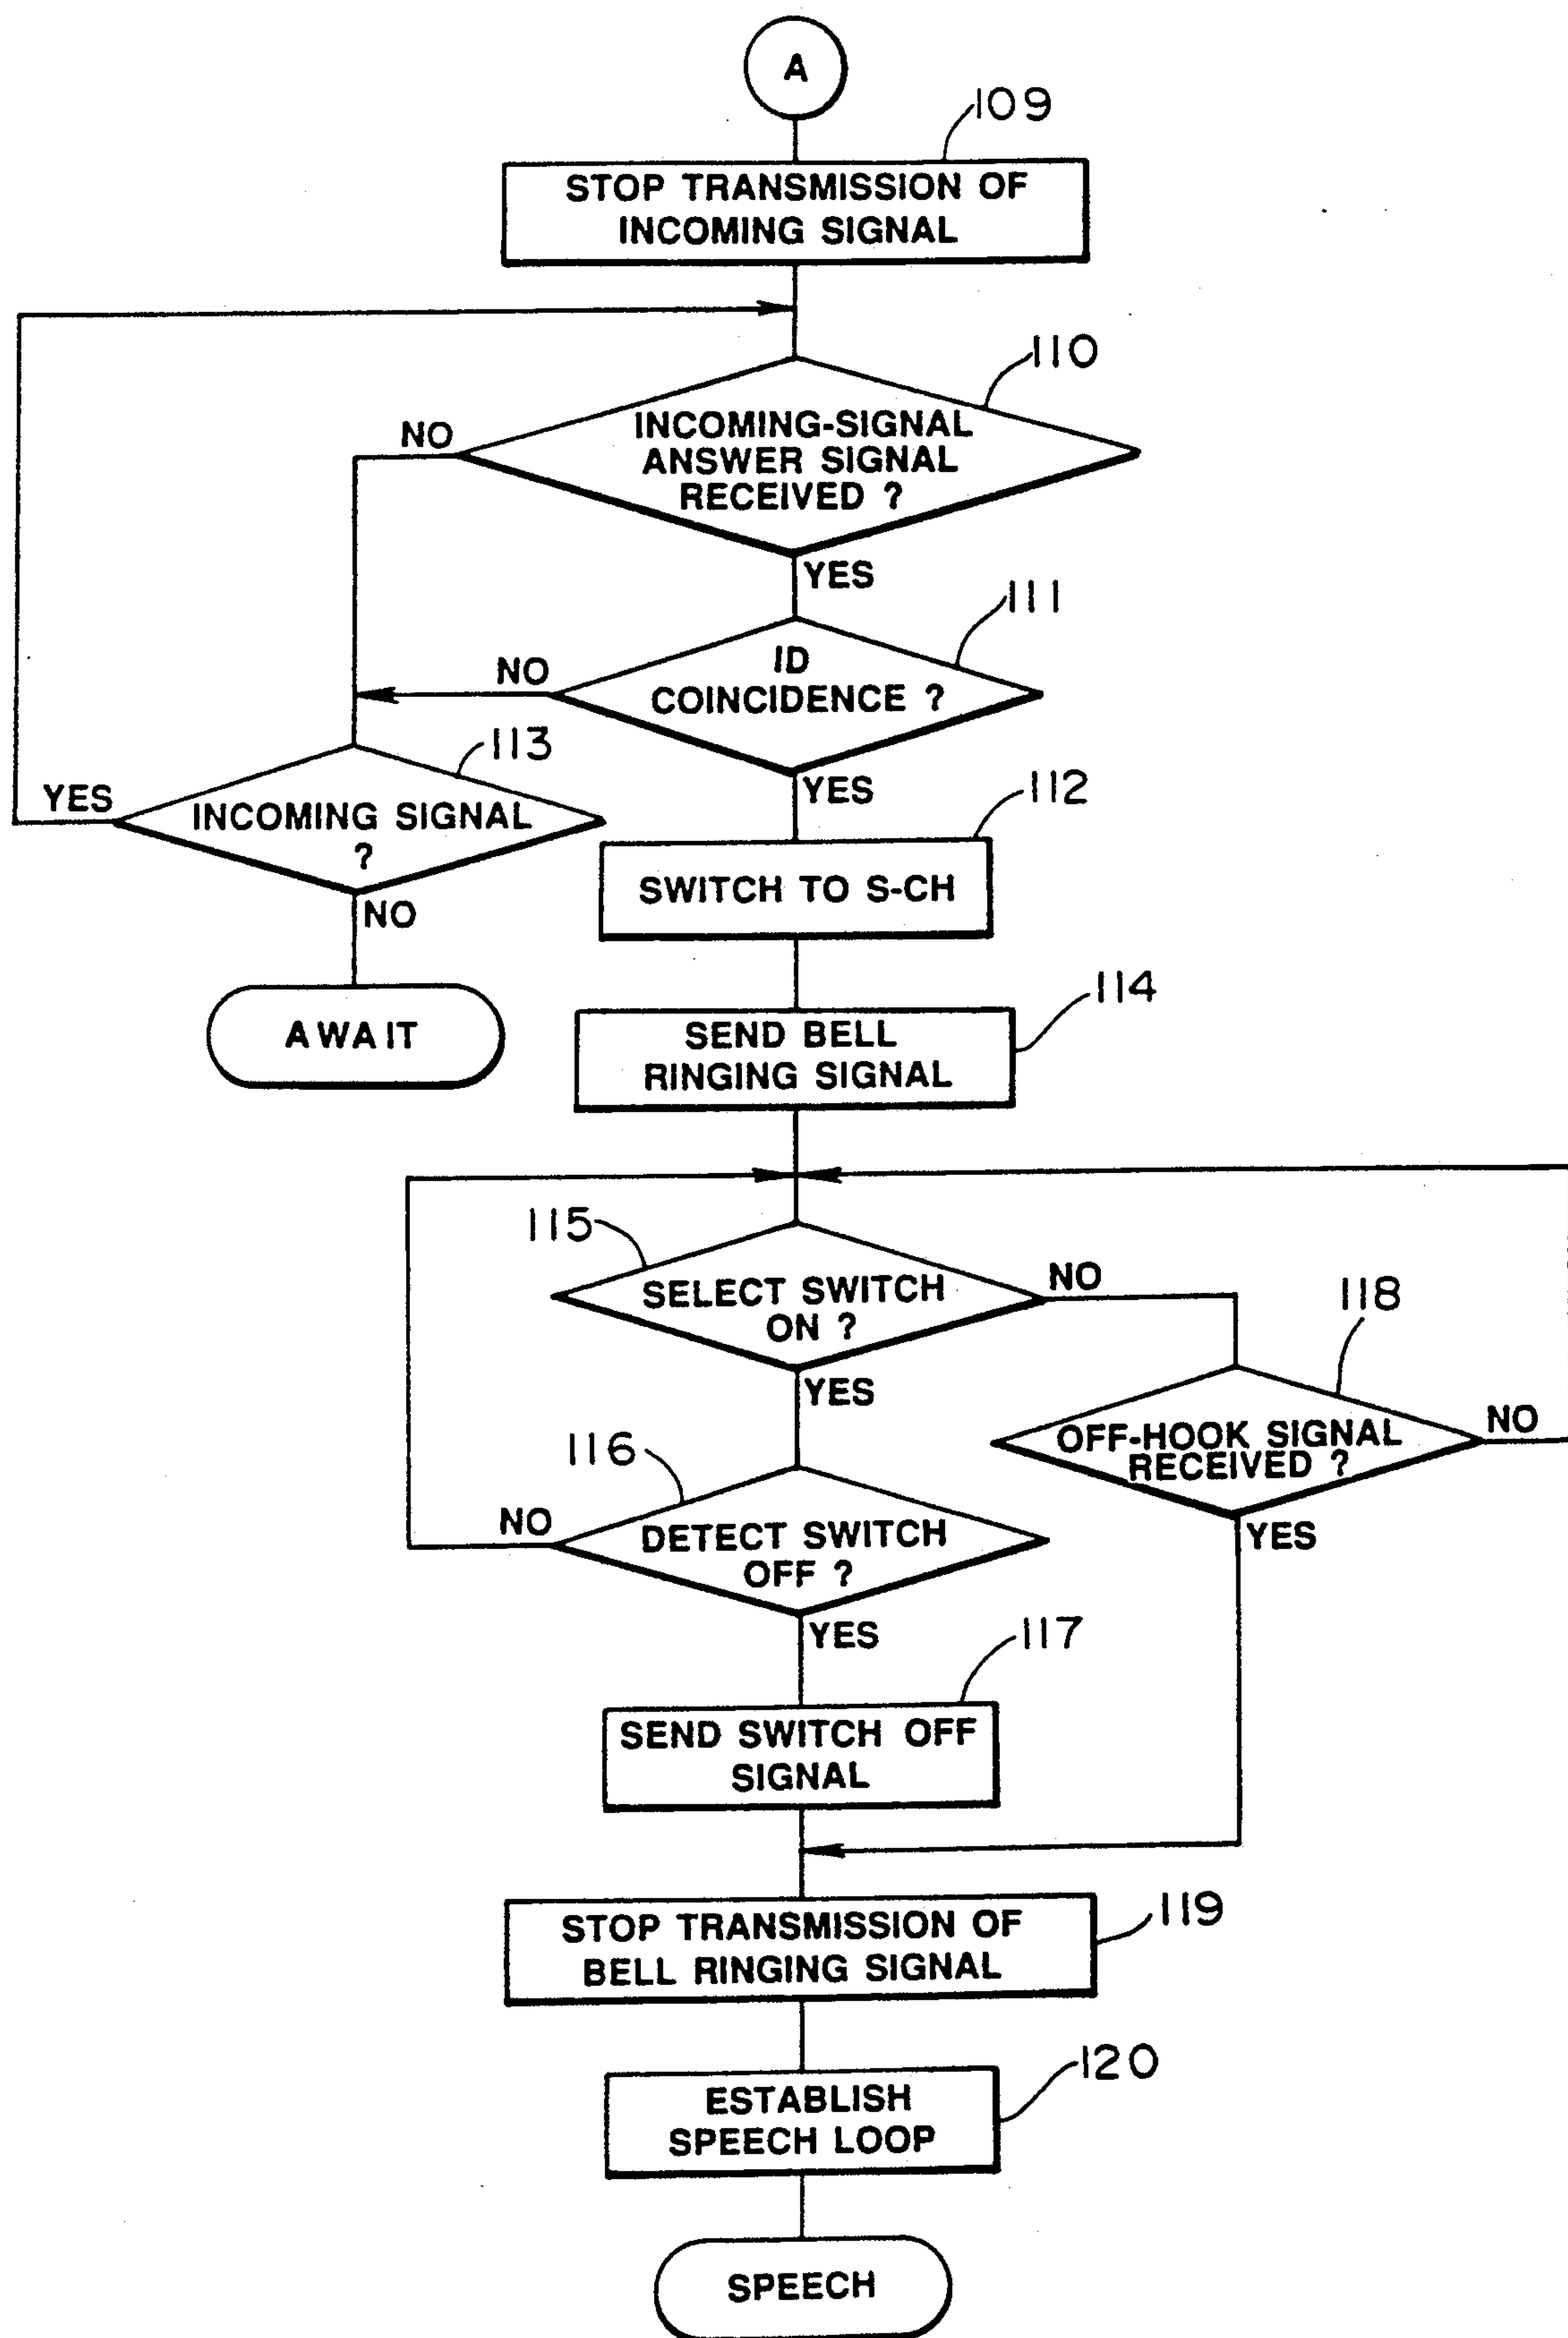 A
109
STOP TRANSMISSION OF
INCOMING SIGNAL
110
NO
INCOMING-SIGNAL
ANSWER SIGNAL
RECEIVED ?
YES
111
NO
ID
COINCIDENCE ?
113
YES
YES
112
INCOMING SIGNAL
?
SWITCH TO S-CH
NO
114
AWAIT
SEND BELL
RINGING SIGNAL
115
NO
118
SELECT SWITCH
ON ?
YES
116
OFF-HOOK SIGNAL
RECEIVED ?
NO
NO
DETECT SWITCH
OFF ?
YES
YES
117
SEND SWITCH OFF
SIGNAL
119
STOP TRANSMISSION OF
BELL RINGING SIGNAL
120
ESTABLISH
SPEECH LOOP
SPEECH